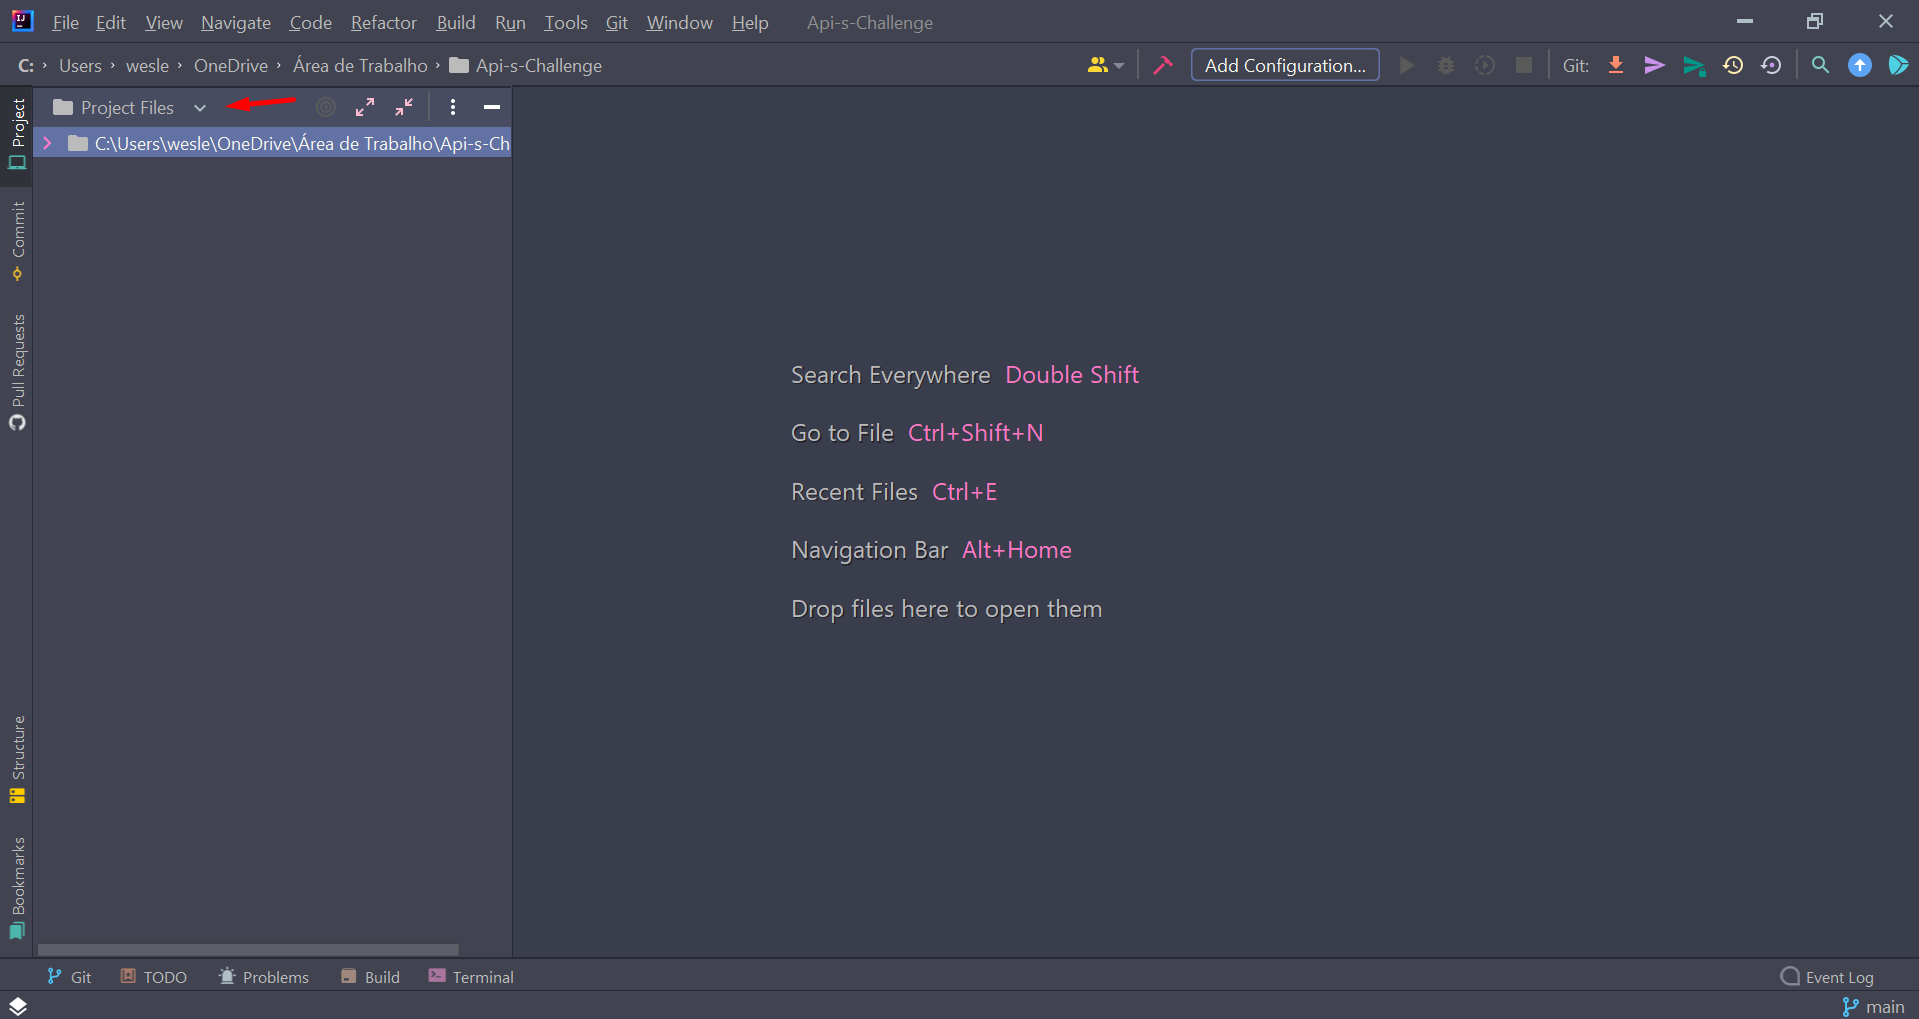 File Edit View Navigate Code Refactor Build Run Tools Git Window Help Api-s-Challenge
C: › Users › wesle › OneDrive › Área de Trabalho › Api-s-Challenge Add Configuration... Git:
Project Files
C:\Users\wesle\OneDrive\Área de Trabalho\Api-s-Ch
Project
Commit
Pull Requests
Structure
Bookmarks
Search Everywhere Double Shift
Go to File Ctrl+Shift+N
Recent Files Ctrl+E
Navigation Bar Alt+Home
Drop files here to open them
Git TODO Problems Build Terminal Event Log
main